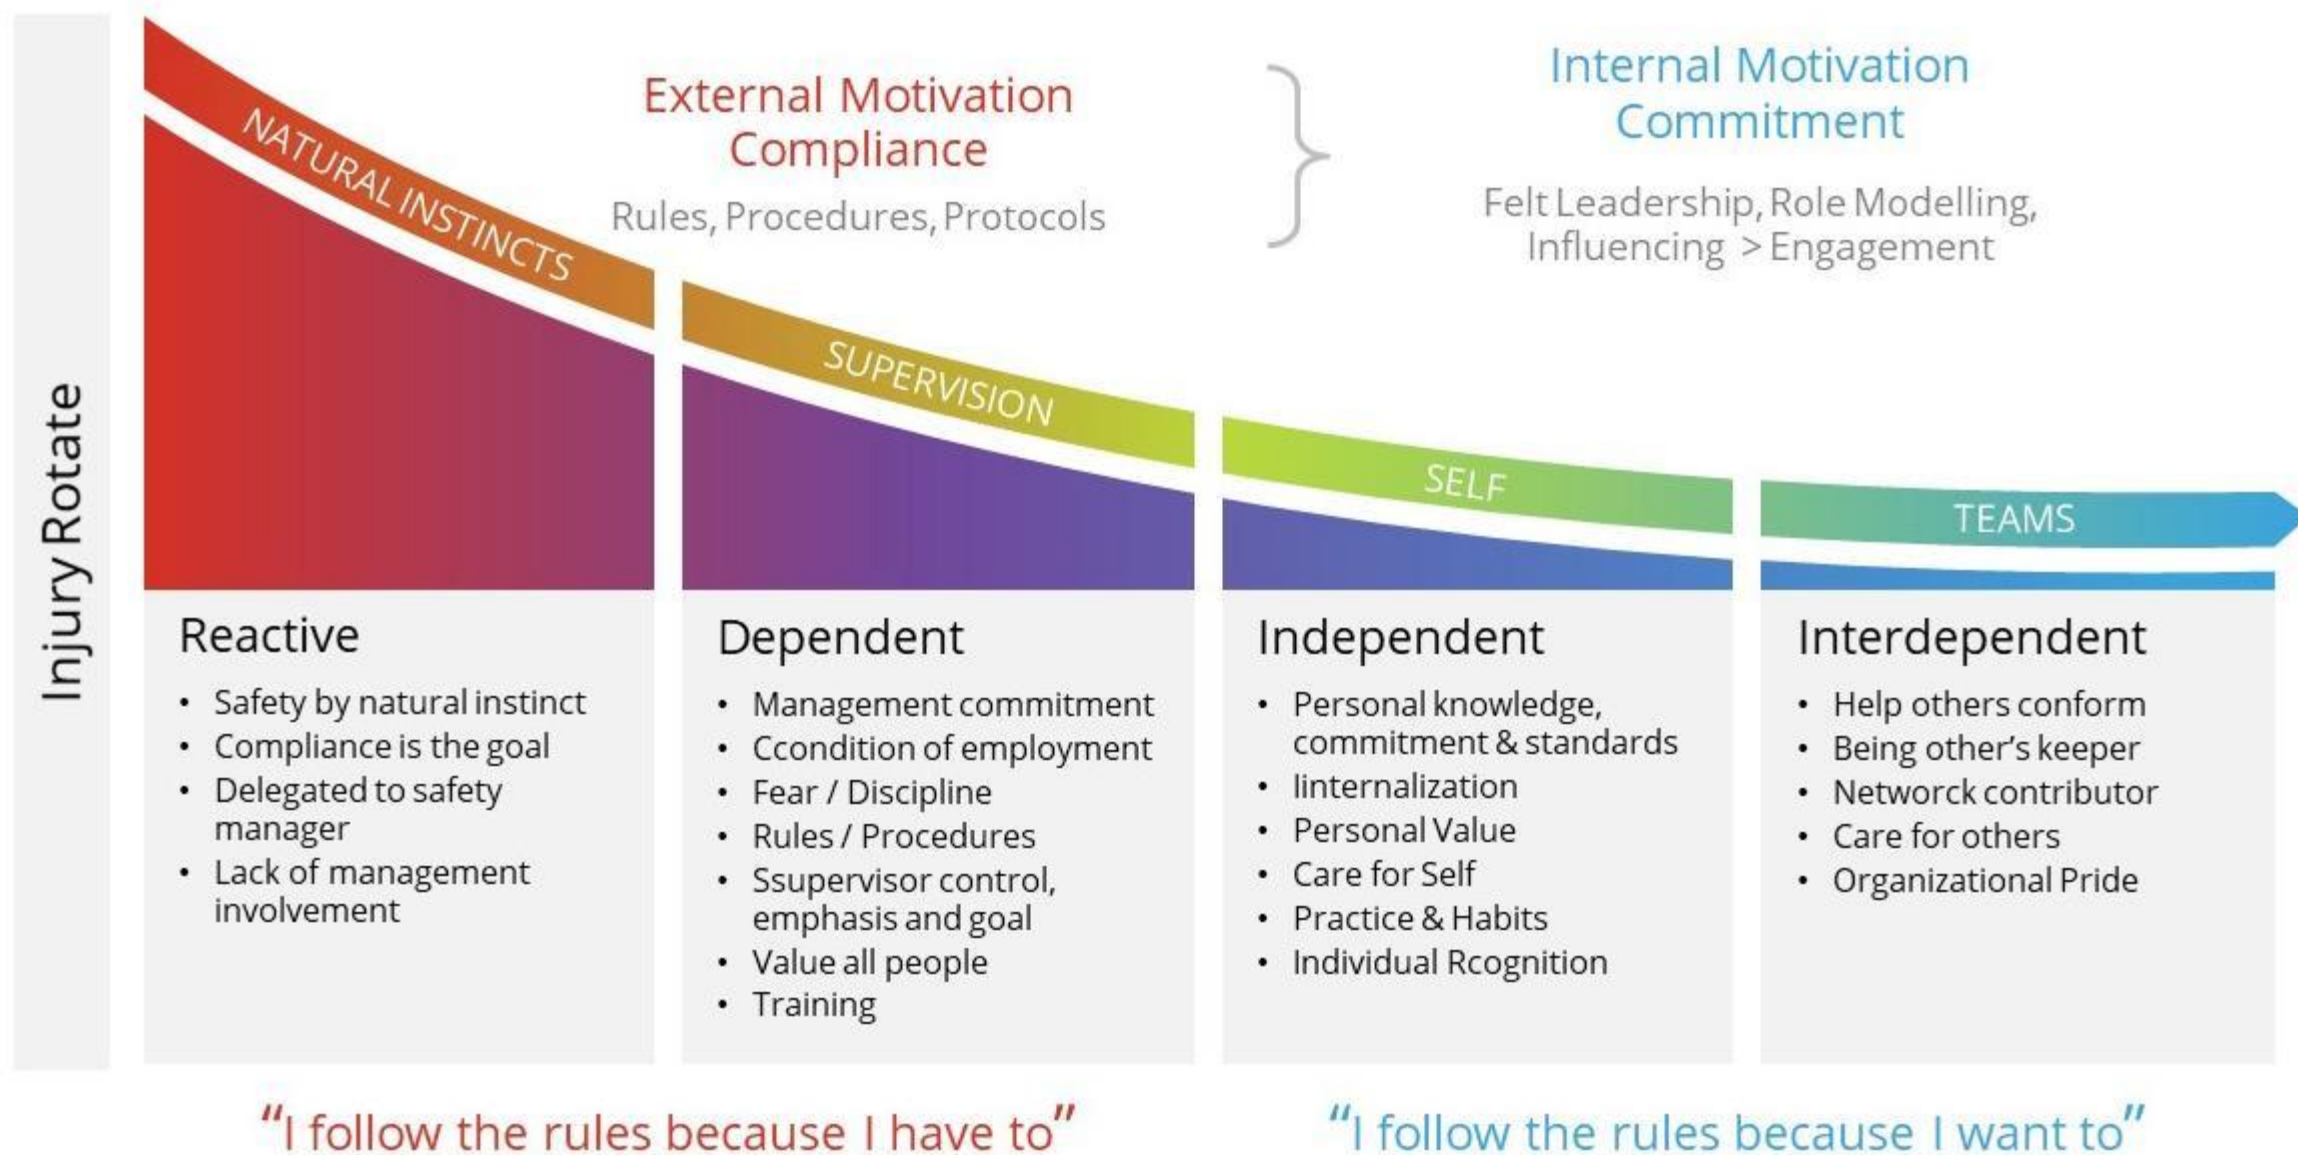 External Motivation
Compliance
Rules, Procedures, Protocols
Internal Motivation
Commitment
Felt Leadership, Role Modelling,
Influencing > Engagement
NATURAL INSTINCTS
SUPERVISION
SELF
TEAMS
Injury Rotate
Reactive
• Safety by natural instinct
• Compliance is the goal
• Delegated to safety
manager
• Lack of management
involvement
Dependent
• Management commitment
• Ccondition of employment
• Fear / Discipline
• Rules / Procedures
• Ssupervisor control,
emphasis and goal
• Value all people
• Training
Independent
• Personal knowledge,
commitment & standards
• Iinternalization
• Personal Value
• Care for Self
• Practice & Habits
• Individual Rcognition
Interdependent
• Help others conform
• Being other's keeper
• Networck contributor
• Care for others
• Organizational Pride
“I follow the rules because I have to”
“I follow the rules because I want to”